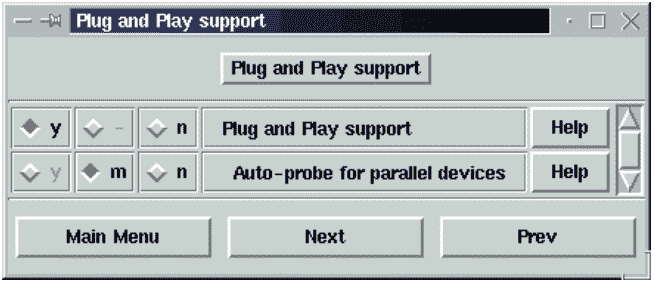 Plug and Play support
Plug and Play support
y - n Plug and Play support Help
y m n Auto-probe for parallel devices Help
Main Menu Next Prev